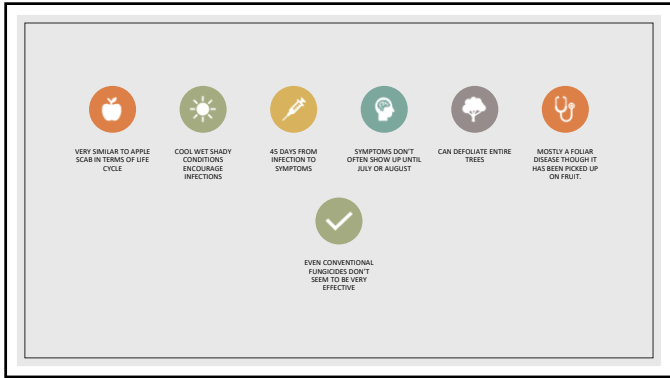 VERY SIMILAR TO APPLE
SCAB IN TERMS OF LIFE
CYCLE
COOL WET SHADY
CONDITIONS
ENCOURAGE
INFECTIONS
45 DAYS FROM
INFECTION TO
SYMPTOMS
SYMPTOMS DON'T
OFTEN SHOW UP UNTIL
JULY OR AUGUST
CAN DEFOLIATE ENTIRE
TREES
MOSTLY A FOLIAR
DISEASE THOUGH IT
HAS BEEN PICKED UP
ON FRUIT.
EVEN CONVENTIONAL
FUNGICIDES DON'T
SEEM TO BE VERY
EFFECTIVE